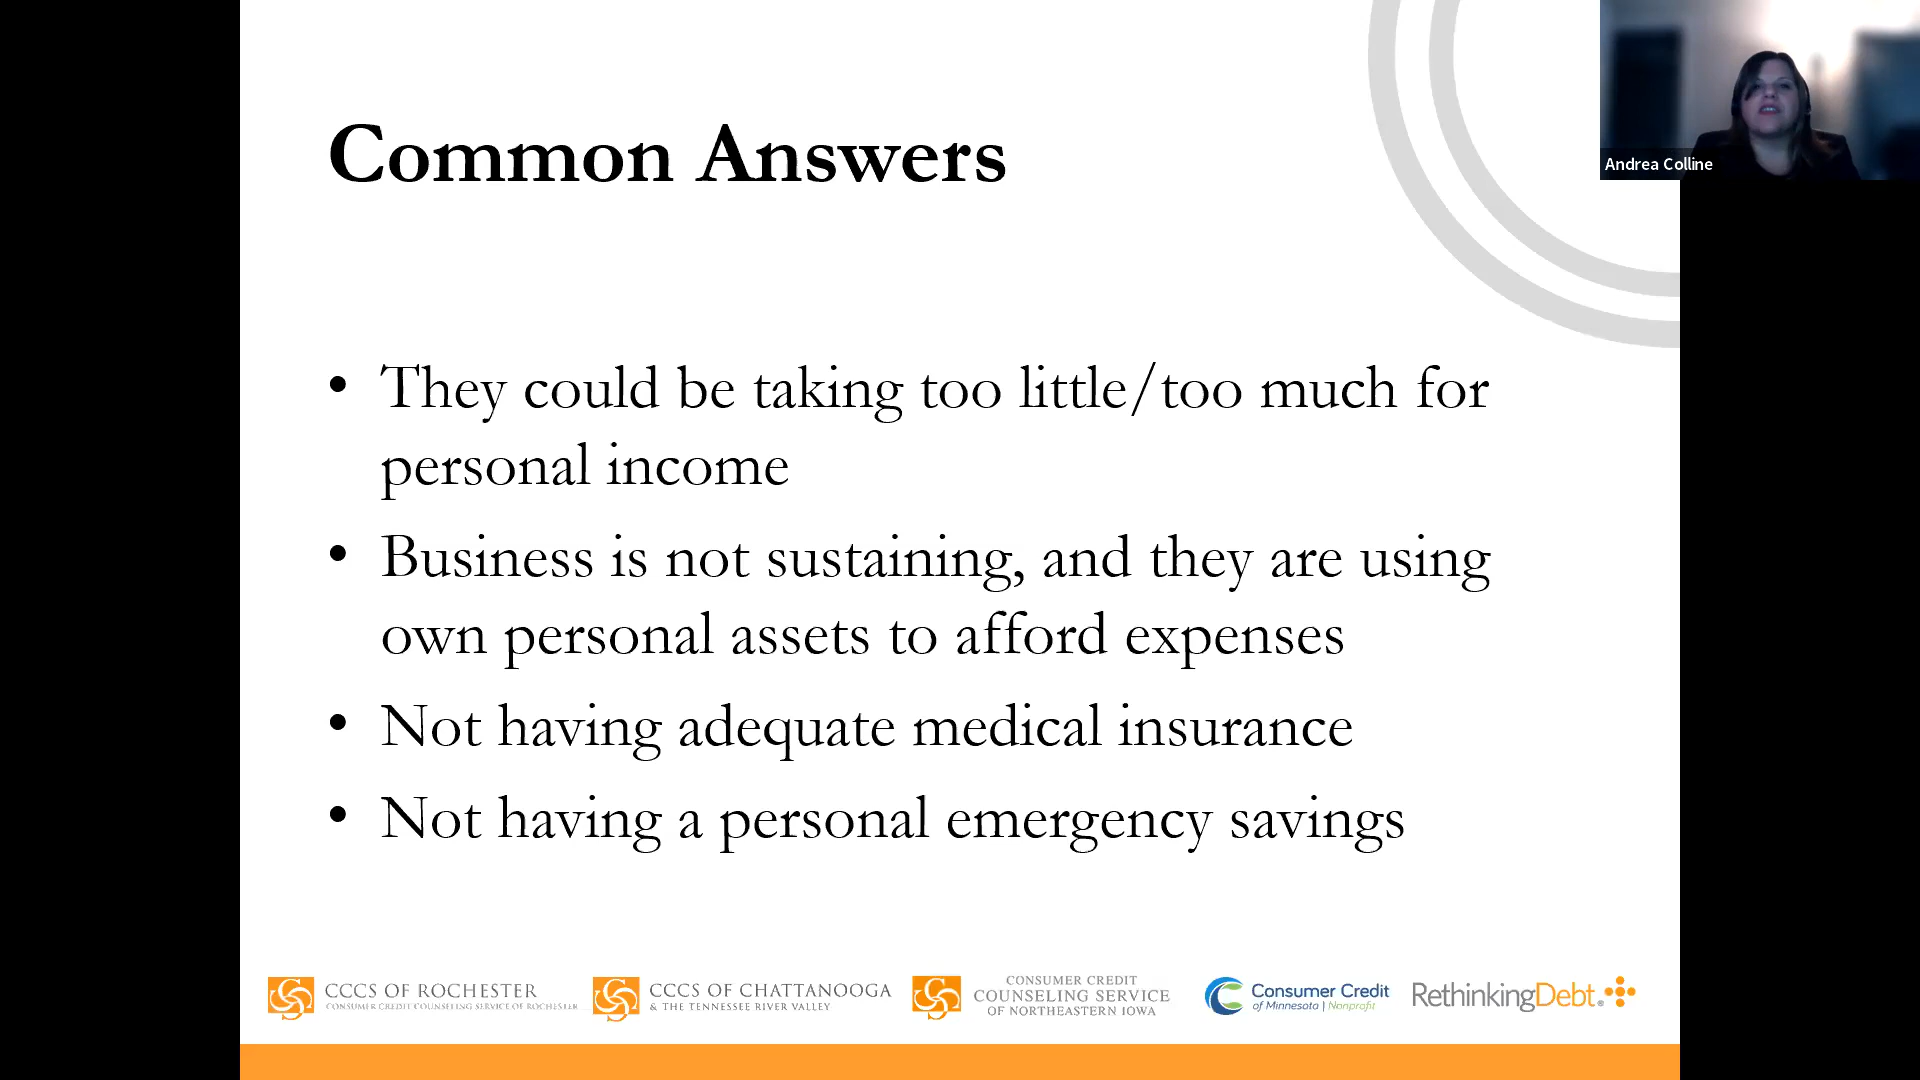 Common Answers
Andrea Colline
• They could be taking too little/too much for
personal income
• Business is not sustaining, and they are using
own personal assets to afford expenses
• Not having adequate medical insurance
• Not having a personal emergency savings
CCCS OF ROCHESTER
CONSUMER CREDIT COUNSELING SERVICE OF ROCHESTER
CCCS OF CHATTANOOGA
& THE TENNESSEE RIVER VALLEY
CONSUMER CREDIT
COUNSELING SERVICE
OF NORTHEASTERN IOWA
Consumer Credit
of Minnesota | Nonprofit
RethinkingDebt®